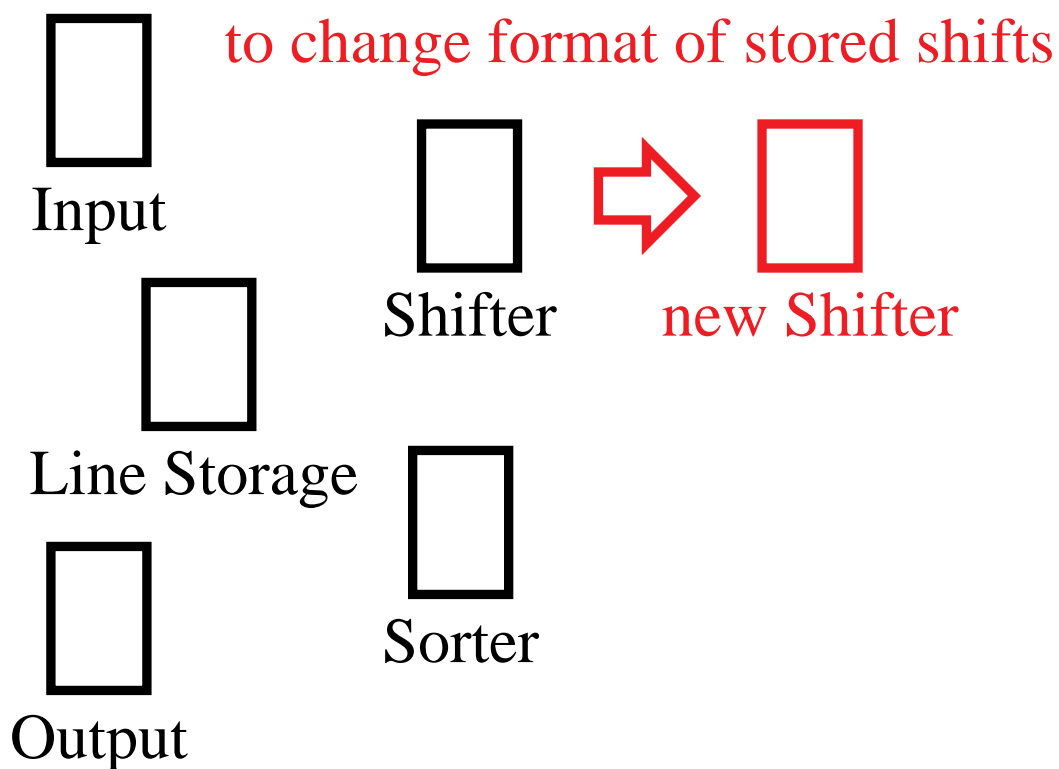 to change format of stored shifts
Input
Shifter
new Shifter
Line Storage
Sorter
Output